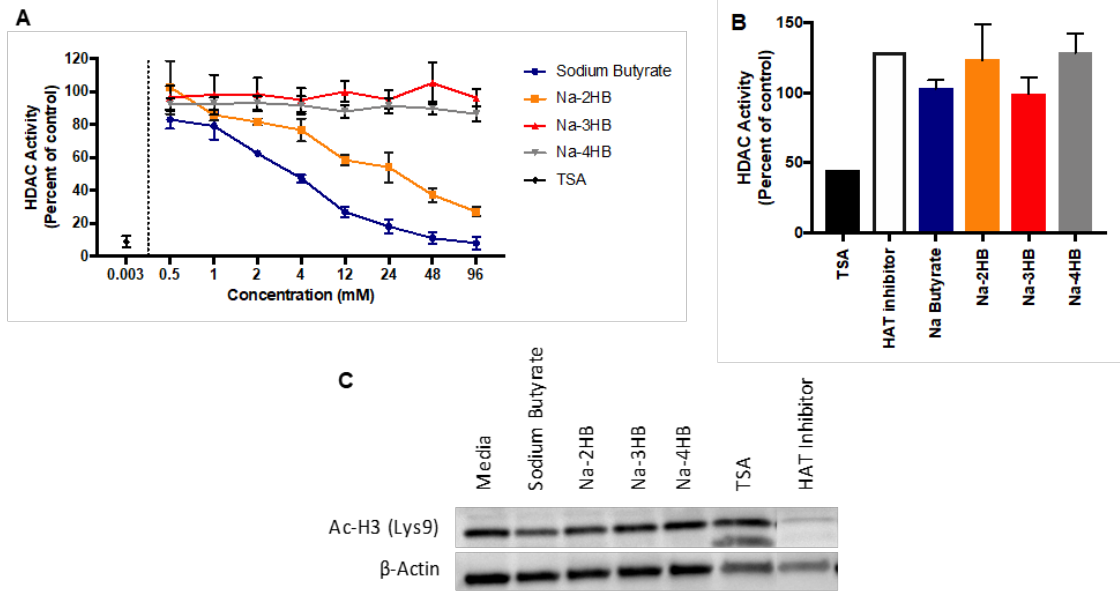 A
HDAC Activity
(Percent of control)
120
100
80
60
40
20
0
0.003 0.5 1 2 4 12 24 48 96
Concentration (mM)
Sodium Butyrate
Na-2HB
Na-3HB
Na-4HB
TSA
B
HDAC Activity
(Percent of control)
150
100
50
0
TSA
HAT inhibitor
Na Butyrate
Na-2HB
Na-3HB
Na-4HB
C
Media
Sodium Butyrate
Na-2HB
Na-3HB
Na-4HB
TSA
HAT Inhibitor
Ac-H3 (Lys9)
β-Actin